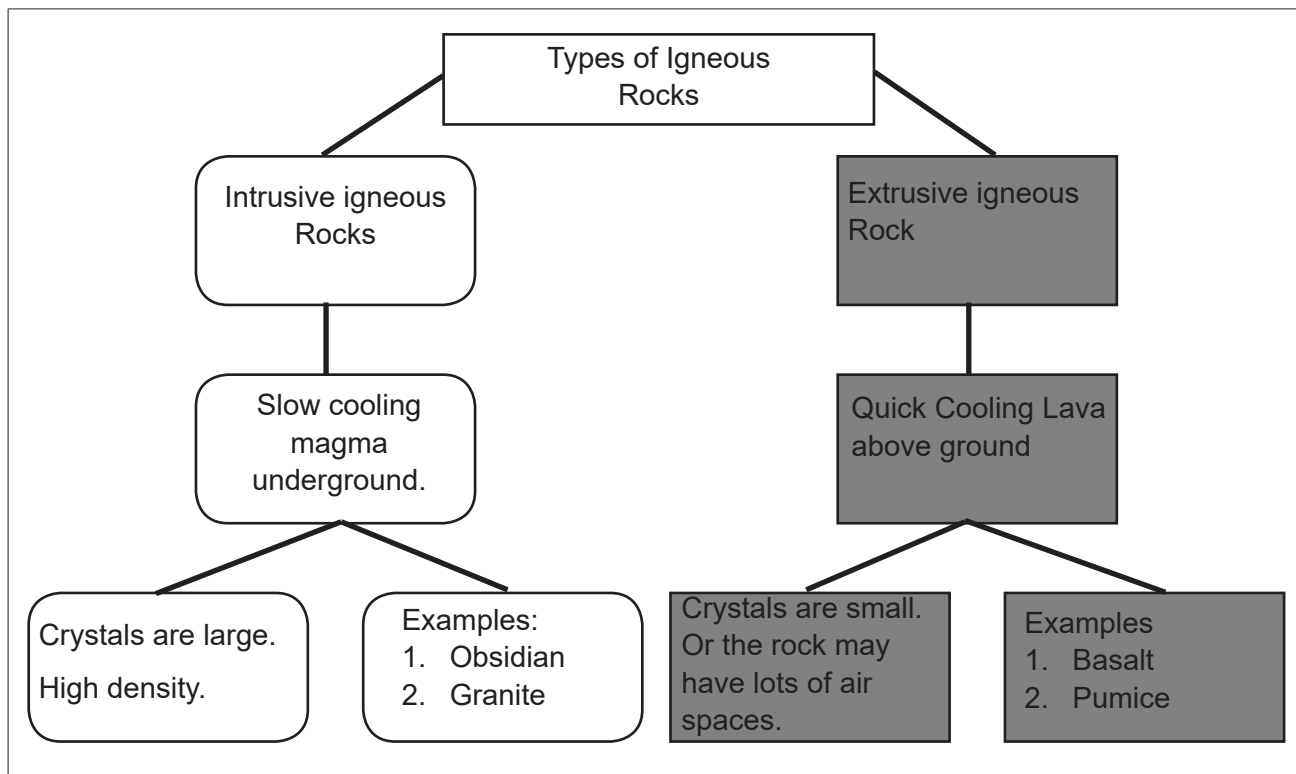 Types of Igneous
Rocks
Intrusive igneous
Rocks
Extrusive igneous
Rock
Slow cooling
magma
underground.
Quick Cooling Lava
above ground
Crystals are large.
High density.
Examples:
1. Obsidian
2. Granite
Crystals are small.
Or the rock may
have lots of air
spaces.
Examples
1. Basalt
2. Pumice